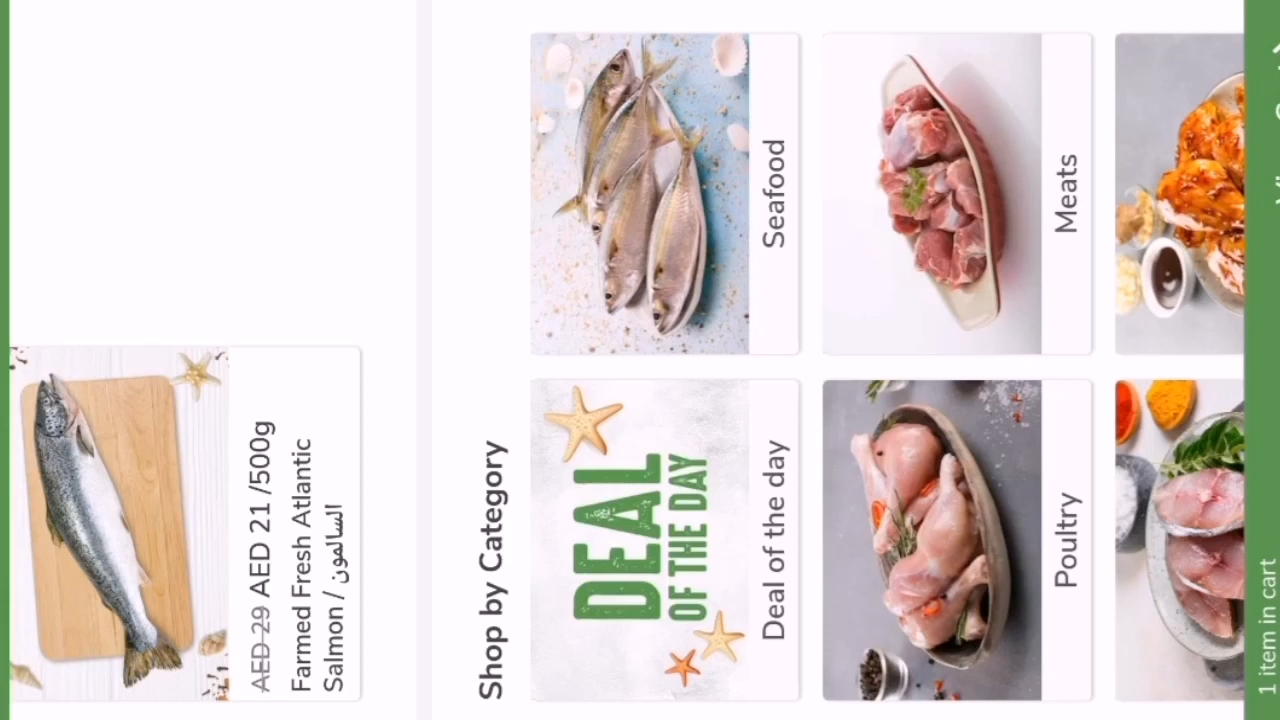 AED 29 AED 21 /500g
Farmed Fresh Atlantic
Salmon / السالمون
Shop by Category
DEAL
OF THE DAY
Deal of the day
Seafood
Poultry
Meats
1 item in cart